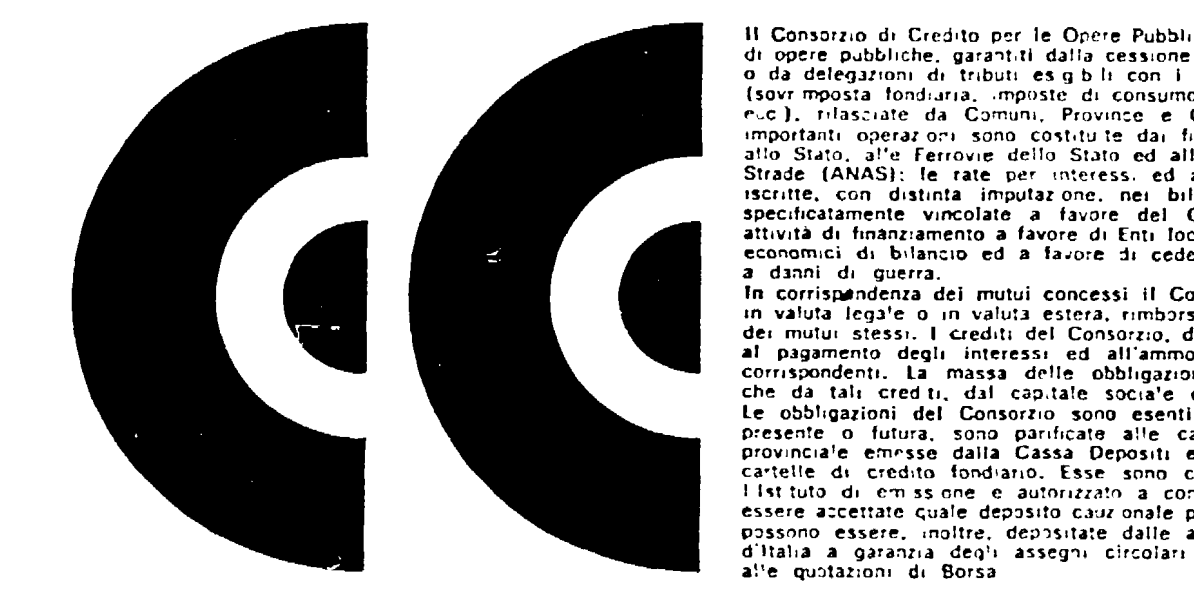 Il Consorzio di Credito per le Opere Pubbli
di opere pubbliche, garantiti dalla cessione
o da delegazioni di tributi esigibili con i
(sovrimposta fondiaria, imposte di consumo
ecc.), rilasciate da Comuni, Province e C
importanti operazioni sono costituite dai fi
allo Stato, alle Ferrovie dello Stato ed all
Strade (ANAS); le rate per interessi ed a
iscritte, con distinta imputazione, nei bil
specificatamente vincolate a favore del C
attività di finanziamento a favore di Enti loc
economici di bilancio ed a favore di cede
a danni di guerra.
In corrispondenza dei mutui concessi il Co
in valuta legale o in valuta estera, rimbors
dei mutui stessi. I crediti del Consorzio, d
al pagamento degli interessi ed all'ammo
corrispondenti. La massa delle obbligazion
che da tali crediti, dal capitale sociale e
Le obbligazioni del Consorzio sono esenti
presente o futura, sono parificate alle ca
provinciale emesse dalla Cassa Depositi e
cartelle di credito fondiario. Esse sono c
l'Istituto di emissione è autorizzato a con
essere accettate quale deposito cauzionale p
possono essere, inoltre, depositate dalle a
d'Italia a garanzia degli assegni circolari
alle quotazioni di Borsa